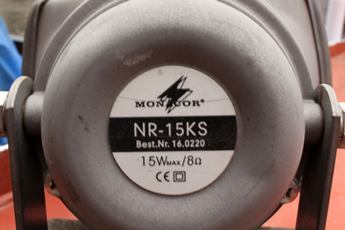 MONACOR®
NR-15KS
Best.Nr. 16.0220
15WMAX/8Ω
CE